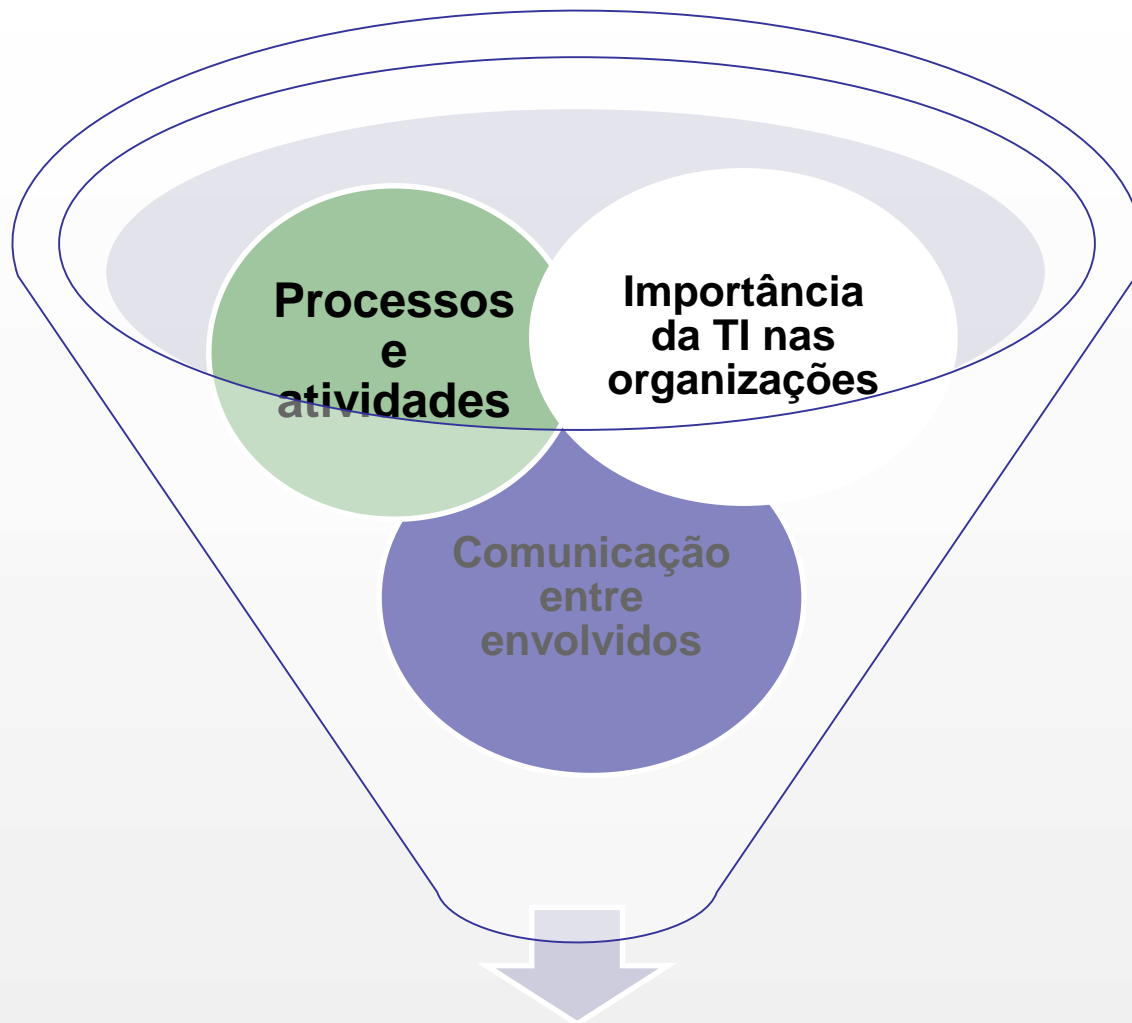 Processos
e
atividades
Importância
da TI nas
organizações
Comunicação
entre
envolvidos